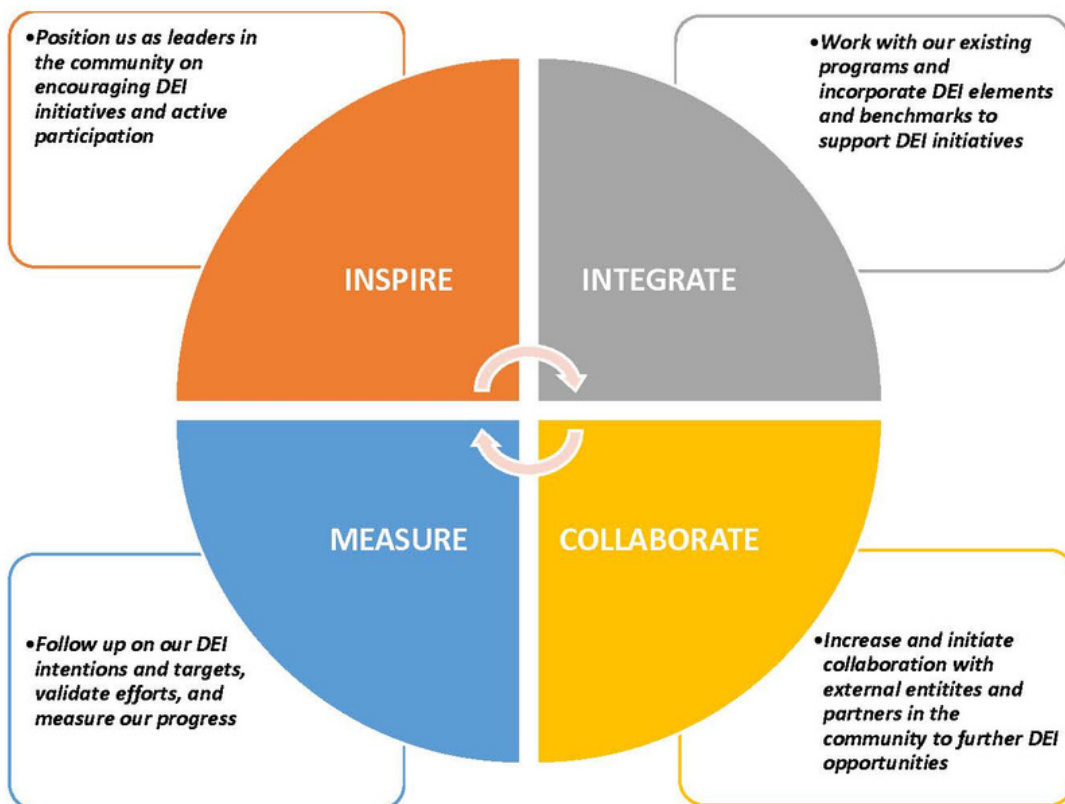 •Position us as leaders in
the community on
encouraging DEI
initiatives and active
participation
•Work with our existing
programs and
incorporate DEI elements
and benchmarks to
support DEI initiatives
INSPIRE
INTEGRATE
MEASURE
COLLABORATE
•Follow up on our DEI
intentions and targets,
validate efforts, and
measure our progress
•Increase and initiate
collaboration with
external entitites and
partners in the
community to further DEI
opportunities